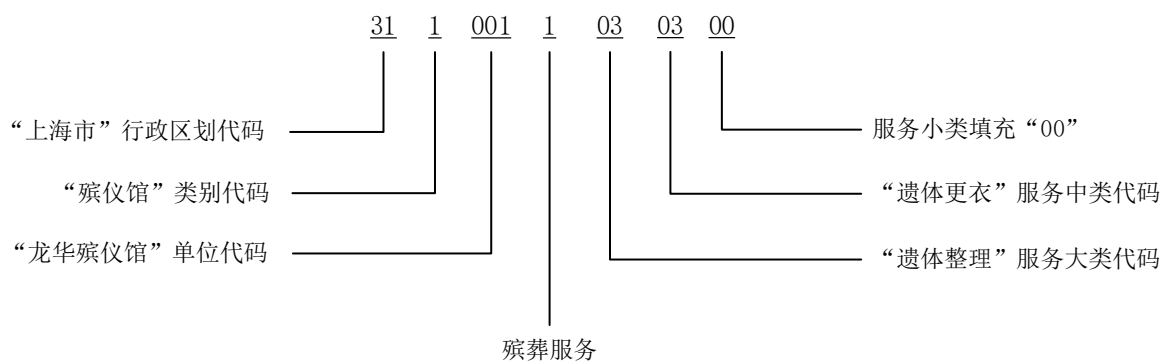 31 1 001 1 03 03 00
“上海市”行政区划代码
服务小类填充“00”
“殡仪馆”类别代码
“遗体更衣”服务中类代码
“龙华殡仪馆”单位代码
“遗体整理”服务大类代码
殡葬服务